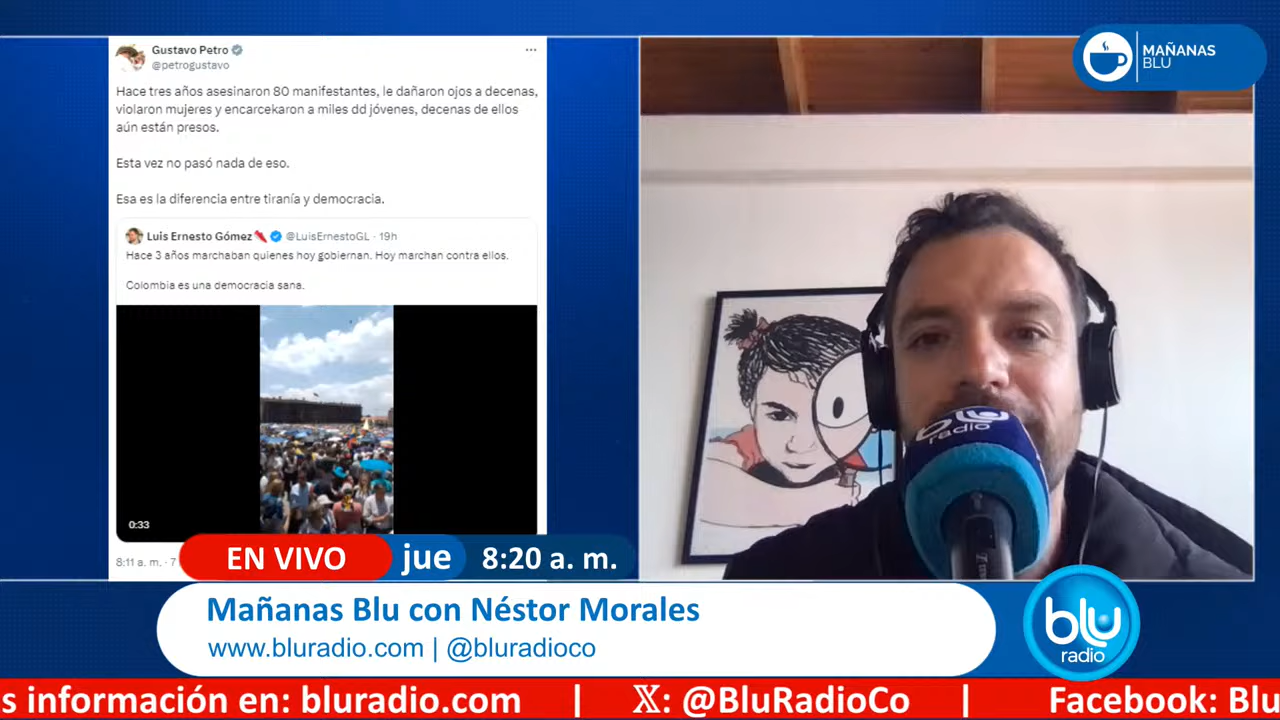 Gustavo Petro
@petrogustavo
Hace tres años asesinaron 80 manifestantes, le dañaron ojos a decenas,
violaron mujeres y encarcekaron a miles dd jóvenes, decenas de ellos
aún están presos.
Esta vez no pasó nada de eso.
Esa es la diferencia entre tiranía y democracia.
Luis Ernesto Gómez @LuisErnestoGL · 19h
Hace 3 años marchaban quienes hoy gobiernan. Hoy marchan contra ellos.
Colombia es una democracia sana.
0:33
8:11 a. m. · 7
MAÑANAS
BLU
blu
radio
EN VIVO jue 8:20 a. m.
Mañanas Blu con Néstor Morales
www.bluradio.com | @bluradioco
blu
radio
s información en: bluradio.com | X: @BluRadioCo | Facebook: Blu